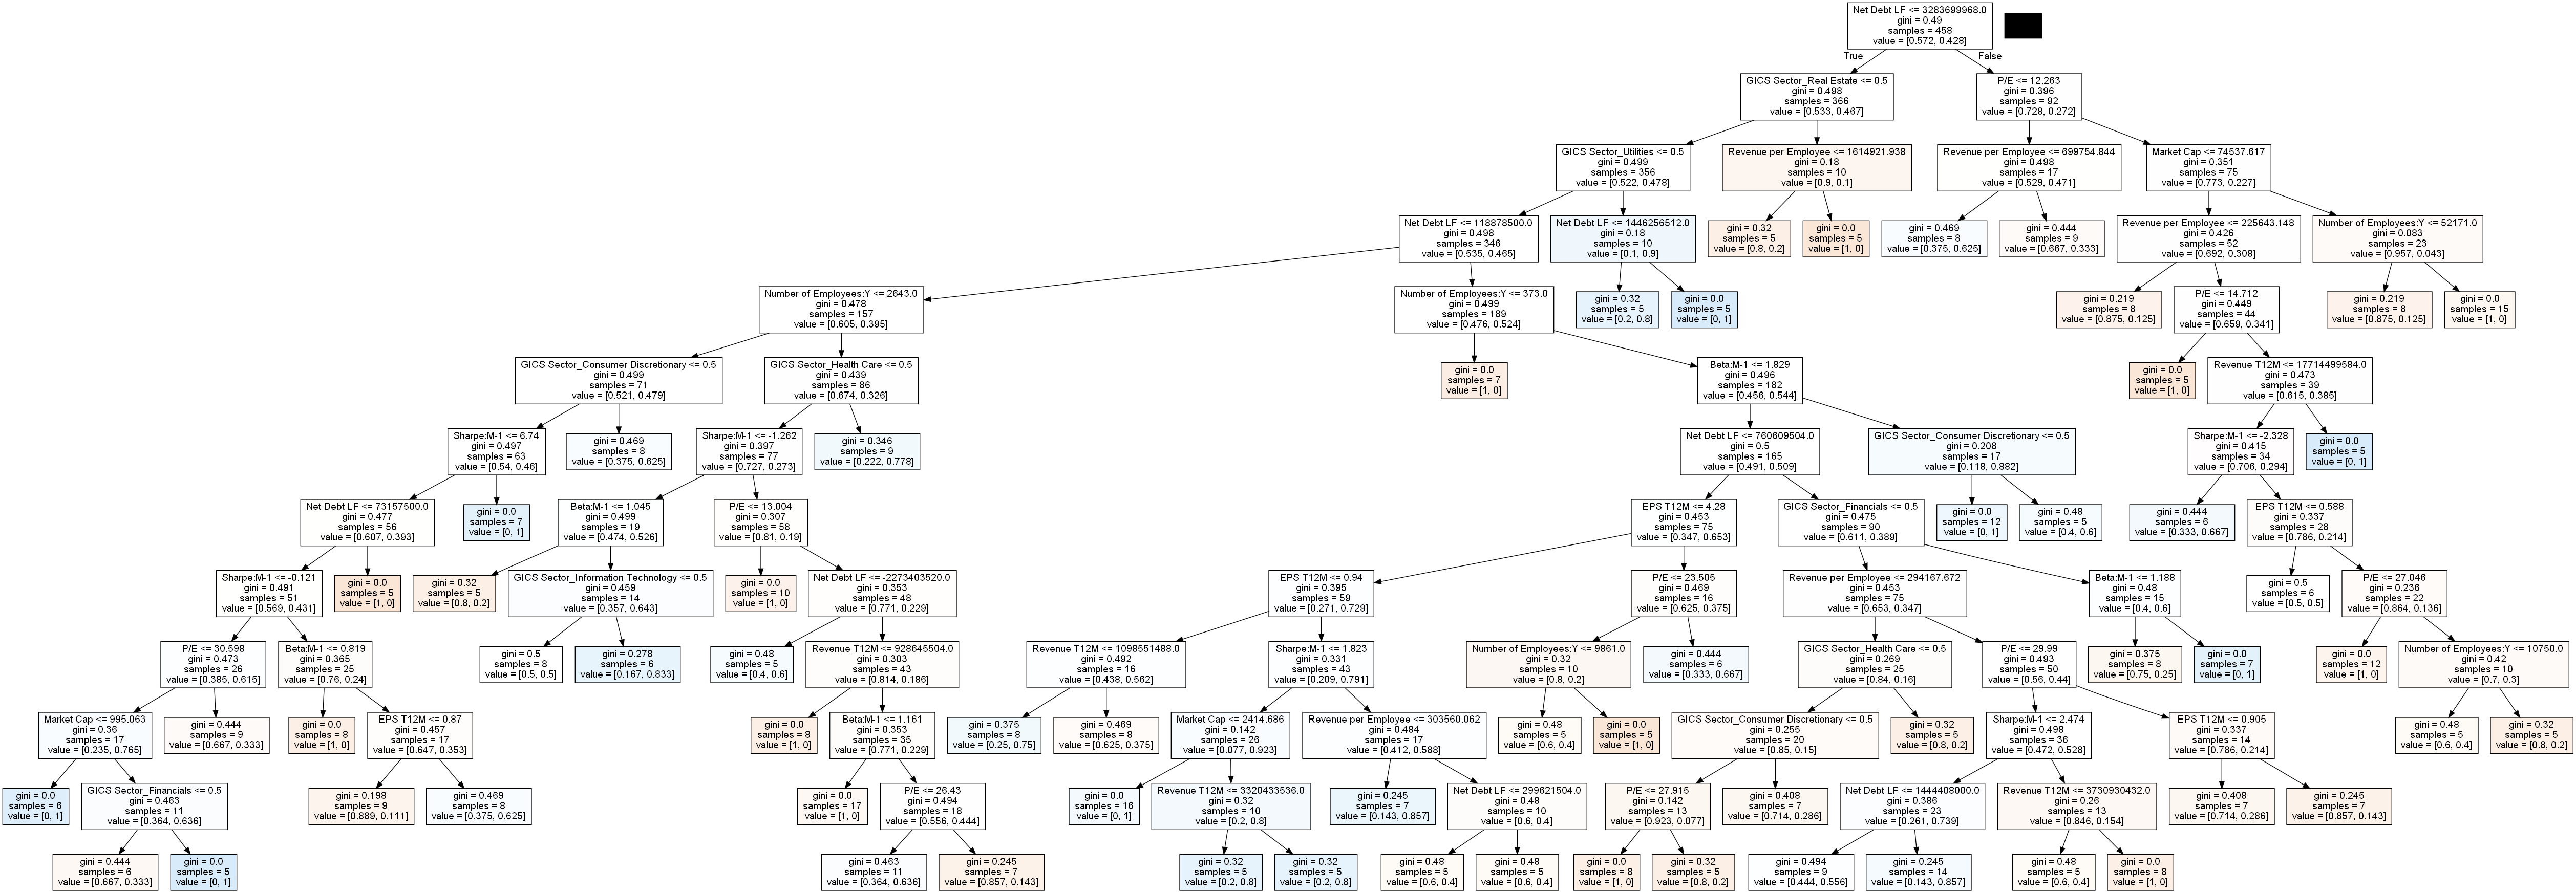 Net Debt LF <= 3283699968.0
gini = 0.49
samples = 458
value = [0.572, 0.428]
True
False
GICS Sector_Real Estate <= 0.5
gini = 0.498
samples = 366
value = [0.533, 0.467]
P/E <= 12.263
gini = 0.396
samples = 92
value = [0.728, 0.272]
GICS Sector_Utilities <= 0.5
gini = 0.499
samples = 356
value = [0.522, 0.478]
Revenue per Employee <= 1614921.938
gini = 0.18
samples = 10
value = [0.9, 0.1]
Revenue per Employee <= 699754.844
gini = 0.498
samples = 17
value = [0.529, 0.471]
Market Cap <= 74537.617
gini = 0.351
samples = 75
value = [0.773, 0.227]
Net Debt LF <= 118878500.0
gini = 0.498
samples = 346
value = [0.535, 0.465]
Net Debt LF <= 1446256512.0
gini = 0.18
samples = 10
value = [0.1, 0.9]
gini = 0.32
samples = 5
value = [0.8, 0.2]
gini = 0.0
samples = 5
value = [1, 0]
gini = 0.469
samples = 8
value = [0.375, 0.625]
gini = 0.444
samples = 9
value = [0.667, 0.333]
Revenue per Employee <= 225643.148
gini = 0.426
samples = 52
value = [0.692, 0.308]
Number of Employees:Y <= 52171.0
gini = 0.083
samples = 23
value = [0.957, 0.043]
Number of Employees:Y <= 2643.0
gini = 0.478
samples = 157
value = [0.605, 0.395]
Number of Employees:Y <= 373.0
gini = 0.499
samples = 189
value = [0.476, 0.524]
gini = 0.32
samples = 5
value = [0.2, 0.8]
gini = 0.0
samples = 5
value = [0, 1]
gini = 0.219
samples = 8
value = [0.875, 0.125]
P/E <= 14.712
gini = 0.449
samples = 44
value = [0.659, 0.341]
gini = 0.219
samples = 8
value = [0.875, 0.125]
gini = 0.0
samples = 15
value = [1, 0]
GICS Sector_Consumer Discretionary <= 0.5
gini = 0.499
samples = 71
value = [0.521, 0.479]
GICS Sector_Health Care <= 0.5
gini = 0.439
samples = 86
value = [0.674, 0.326]
gini = 0.0
samples = 7
value = [1, 0]
Beta:M-1 <= 1.829
gini = 0.496
samples = 182
value = [0.456, 0.544]
gini = 0.0
samples = 5
value = [1, 0]
Revenue T12M <= 17714499584.0
gini = 0.473
samples = 39
value = [0.615, 0.385]
Sharpe:M-1 <= 6.74
gini = 0.497
samples = 63
value = [0.54, 0.46]
gini = 0.469
samples = 8
value = [0.375, 0.625]
Sharpe:M-1 <= -1.262
gini = 0.397
samples = 77
value = [0.727, 0.273]
gini = 0.346
samples = 9
value = [0.222, 0.778]
Net Debt LF <= 760609504.0
gini = 0.5
samples = 165
value = [0.491, 0.509]
GICS Sector_Consumer Discretionary <= 0.5
gini = 0.208
samples = 17
value = [0.118, 0.882]
Sharpe:M-1 <= -2.328
gini = 0.415
samples = 34
value = [0.706, 0.294]
gini = 0.0
samples = 5
value = [0, 1]
Net Debt LF <= 73157500.0
gini = 0.477
samples = 56
value = [0.607, 0.393]
gini = 0.0
samples = 7
value = [0, 1]
Beta:M-1 <= 1.045
gini = 0.499
samples = 19
value = [0.474, 0.526]
P/E <= 13.004
gini = 0.307
samples = 58
value = [0.81, 0.19]
EPS T12M <= 4.28
gini = 0.453
samples = 75
value = [0.347, 0.653]
GICS Sector_Financials <= 0.5
gini = 0.475
samples = 90
value = [0.611, 0.389]
gini = 0.0
samples = 12
value = [0, 1]
gini = 0.48
samples = 5
value = [0.4, 0.6]
gini = 0.444
samples = 6
value = [0.333, 0.667]
EPS T12M <= 0.588
gini = 0.337
samples = 28
value = [0.786, 0.214]
Sharpe:M-1 <= -0.121
gini = 0.491
samples = 51
value = [0.569, 0.431]
gini = 0.0
samples = 5
value = [1, 0]
gini = 0.32
samples = 5
value = [0.8, 0.2]
GICS Sector_Information Technology <= 0.5
gini = 0.459
samples = 14
value = [0.357, 0.643]
gini = 0.0
samples = 10
value = [1, 0]
Net Debt LF <= -2273403520.0
gini = 0.353
samples = 48
value = [0.771, 0.229]
EPS T12M <= 0.94
gini = 0.395
samples = 59
value = [0.271, 0.729]
P/E <= 23.505
gini = 0.469
samples = 16
value = [0.625, 0.375]
Revenue per Employee <= 294167.672
gini = 0.453
samples = 75
value = [0.653, 0.347]
Beta:M-1 <= 1.188
gini = 0.48
samples = 15
value = [0.4, 0.6]
gini = 0.5
samples = 6
value = [0.5, 0.5]
P/E <= 27.046
gini = 0.236
samples = 22
value = [0.864, 0.136]
P/E <= 30.598
gini = 0.473
samples = 26
value = [0.385, 0.615]
Beta:M-1 <= 0.819
gini = 0.365
samples = 25
value = [0.76, 0.24]
gini = 0.5
samples = 8
value = [0.5, 0.5]
gini = 0.278
samples = 6
value = [0.167, 0.833]
gini = 0.48
samples = 5
value = [0.4, 0.6]
Revenue T12M <= 928645504.0
gini = 0.303
samples = 43
value = [0.814, 0.186]
Revenue T12M <= 1098551488.0
gini = 0.492
samples = 16
value = [0.438, 0.562]
Sharpe:M-1 <= 1.823
gini = 0.331
samples = 43
value = [0.209, 0.791]
Number of Employees:Y <= 9861.0
gini = 0.32
samples = 10
value = [0.8, 0.2]
gini = 0.444
samples = 6
value = [0.333, 0.667]
GICS Sector_Health Care <= 0.5
gini = 0.269
samples = 25
value = [0.84, 0.16]
P/E <= 29.99
gini = 0.493
samples = 50
value = [0.56, 0.44]
gini = 0.375
samples = 8
value = [0.75, 0.25]
gini = 0.0
samples = 7
value = [0, 1]
gini = 0.0
samples = 12
value = [1, 0]
Number of Employees:Y <= 10750.0
gini = 0.42
samples = 10
value = [0.7, 0.3]
Market Cap <= 995.063
gini = 0.36
samples = 17
value = [0.235, 0.765]
gini = 0.444
samples = 9
value = [0.667, 0.333]
gini = 0.0
samples = 8
value = [1, 0]
EPS T12M <= 0.87
gini = 0.457
samples = 17
value = [0.647, 0.353]
gini = 0.0
samples = 8
value = [1, 0]
Beta:M-1 <= 1.161
gini = 0.353
samples = 35
value = [0.771, 0.229]
gini = 0.375
samples = 8
value = [0.25, 0.75]
gini = 0.469
samples = 8
value = [0.625, 0.375]
Market Cap <= 2414.686
gini = 0.142
samples = 26
value = [0.077, 0.923]
Revenue per Employee <= 303560.062
gini = 0.484
samples = 17
value = [0.412, 0.588]
gini = 0.48
samples = 5
value = [0.6, 0.4]
gini = 0.0
samples = 5
value = [1, 0]
GICS Sector_Consumer Discretionary <= 0.5
gini = 0.255
samples = 20
value = [0.85, 0.15]
gini = 0.32
samples = 5
value = [0.8, 0.2]
Sharpe:M-1 <= 2.474
gini = 0.498
samples = 36
value = [0.472, 0.528]
EPS T12M <= 0.905
gini = 0.337
samples = 14
value = [0.786, 0.214]
gini = 0.48
samples = 5
value = [0.6, 0.4]
gini = 0.32
samples = 5
value = [0.8, 0.2]
gini = 0.0
samples = 6
value = [0, 1]
GICS Sector_Financials <= 0.5
gini = 0.463
samples = 11
value = [0.364, 0.636]
gini = 0.198
samples = 9
value = [0.889, 0.111]
gini = 0.469
samples = 8
value = [0.375, 0.625]
gini = 0.0
samples = 17
value = [1, 0]
P/E <= 26.43
gini = 0.494
samples = 18
value = [0.556, 0.444]
gini = 0.0
samples = 16
value = [0, 1]
Revenue T12M <= 3320433536.0
gini = 0.32
samples = 10
value = [0.2, 0.8]
gini = 0.245
samples = 7
value = [0.143, 0.857]
Net Debt LF <= 299621504.0
gini = 0.48
samples = 10
value = [0.6, 0.4]
P/E <= 27.915
gini = 0.142
samples = 13
value = [0.923, 0.077]
gini = 0.408
samples = 7
value = [0.714, 0.286]
Net Debt LF <= 1444408000.0
gini = 0.386
samples = 23
value = [0.261, 0.739]
Revenue T12M <= 3730930432.0
gini = 0.26
samples = 13
value = [0.846, 0.154]
gini = 0.408
samples = 7
value = [0.714, 0.286]
gini = 0.245
samples = 7
value = [0.857, 0.143]
gini = 0.444
samples = 6
value = [0.667, 0.333]
gini = 0.0
samples = 5
value = [0, 1]
gini = 0.463
samples = 11
value = [0.364, 0.636]
gini = 0.245
samples = 7
value = [0.857, 0.143]
gini = 0.32
samples = 5
value = [0.2, 0.8]
gini = 0.32
samples = 5
value = [0.2, 0.8]
gini = 0.48
samples = 5
value = [0.6, 0.4]
gini = 0.48
samples = 5
value = [0.6, 0.4]
gini = 0.0
samples = 8
value = [1, 0]
gini = 0.32
samples = 5
value = [0.8, 0.2]
gini = 0.494
samples = 9
value = [0.444, 0.556]
gini = 0.245
samples = 14
value = [0.143, 0.857]
gini = 0.48
samples = 5
value = [0.6, 0.4]
gini = 0.0
samples = 8
value = [1, 0]